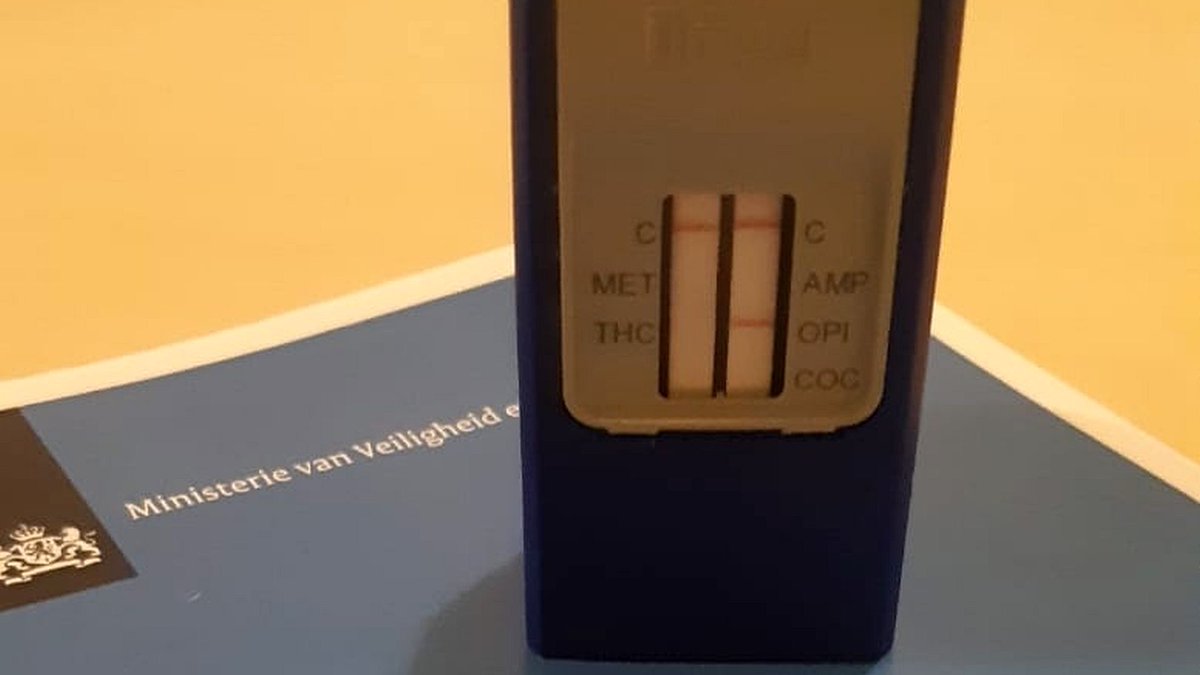 C
C
MET
AMP
THC
OPI
COC
Ministerie van Veiligheid e